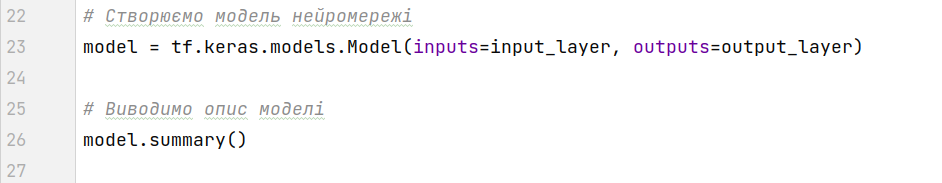 22 # Створюємо модель нейромережі
23 model = tf.keras.models.Model(inputs=input_layer, outputs=output_layer)
24
25 # Виводимо опис моделі
26 model.summary()
27